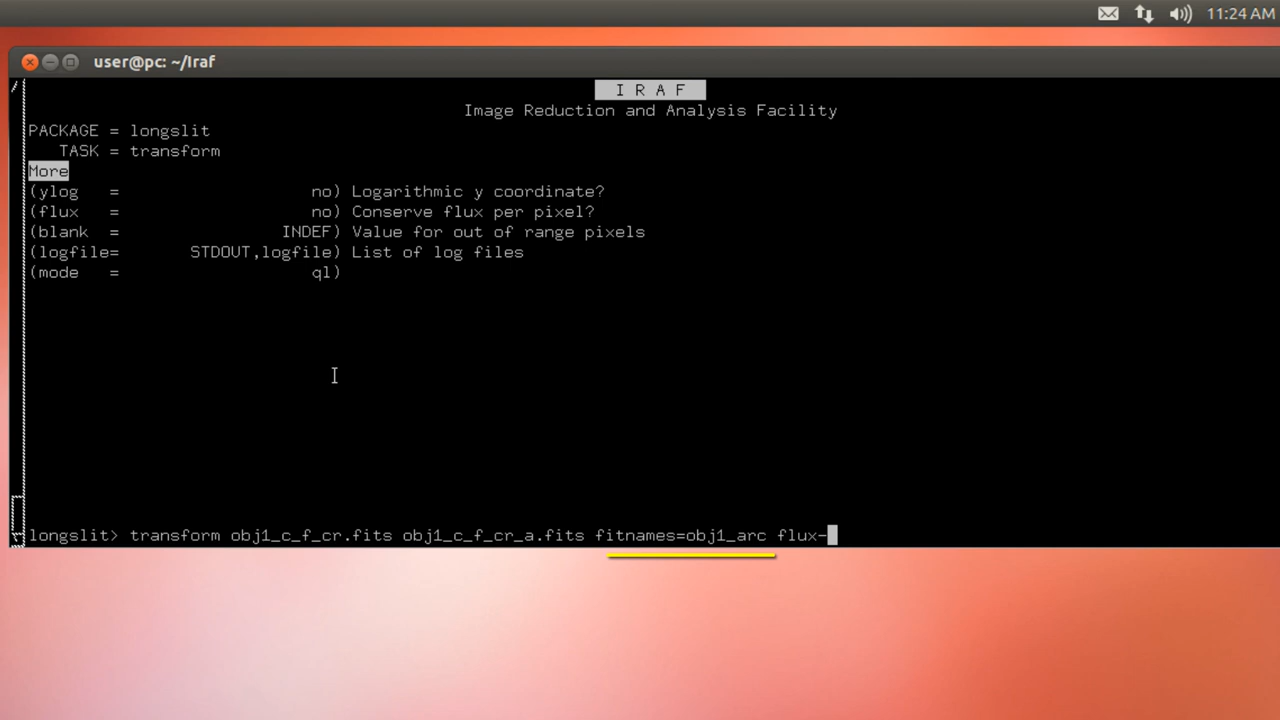 11:24 AM
user@pc: ~/Iraf
I R A F
Image Reduction and Analysis Facility
PACKAGE = longslit
TASK = transform
More
(ylog = no) Logarithmic y coordinate?
(flux = no) Conserve flux per pixel?
(blank = INDEF) Value for out of range pixels
(logfile= STDOUT,logfile) List of log files
(mode = ql)
longslit> transform obj1_c_f_cr.fits obj1_c_f_cr_a.fits fitnames=obj1_arc flux-